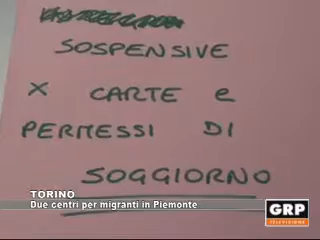 SOSPENSIVE
X CARTE e
PERMESSI DI
SOGGIORNO
TORINO
Due centri per migranti in Piemonte
GRP
TELEVISIONE